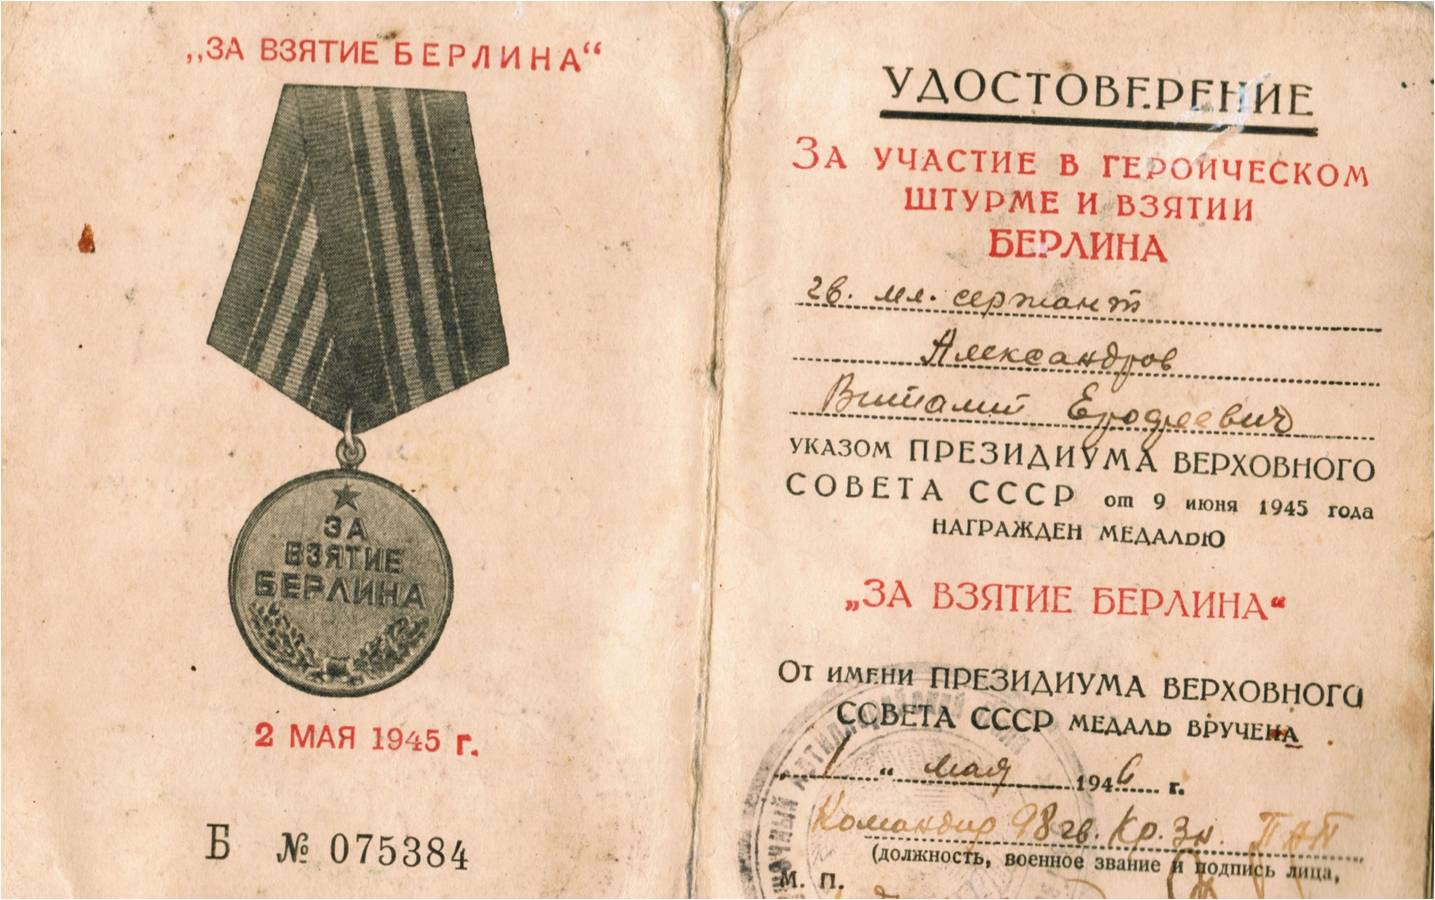 „ЗА ВЗЯТИЕ БЕРЛИНА“
ЗА
ВЗЯТИЕ
БЕРЛИНА
2 МАЯ 1945 г.
Б № 075384
УДОСТОВЕРЕНИЕ
ЗА УЧАСТИЕ В ГЕРОИЧЕСКОМ
ШТУРМЕ И ВЗЯТИИ
БЕРЛИНА
гв. мл. сержант
Александров
Виталий Ерофеевич
УКАЗОМ ПРЕЗИДИУМА ВЕРХОВНОГО
СОВЕТА СССР от 9 июня 1945 года
НАГРАЖДЕН МЕДАЛЬЮ
„ЗА ВЗЯТИЕ БЕРЛИНА“
ОТ ИМЕНИ ПРЕЗИДИУМА ВЕРХОВНОГО
СОВЕТА СССР МЕДАЛЬ ВРУЧЕНА
„1“ мая 1946 г.
Командир 98 гв. Кр. Зн. ПАП
(должность, военное звание и подпись лица,
М. П.